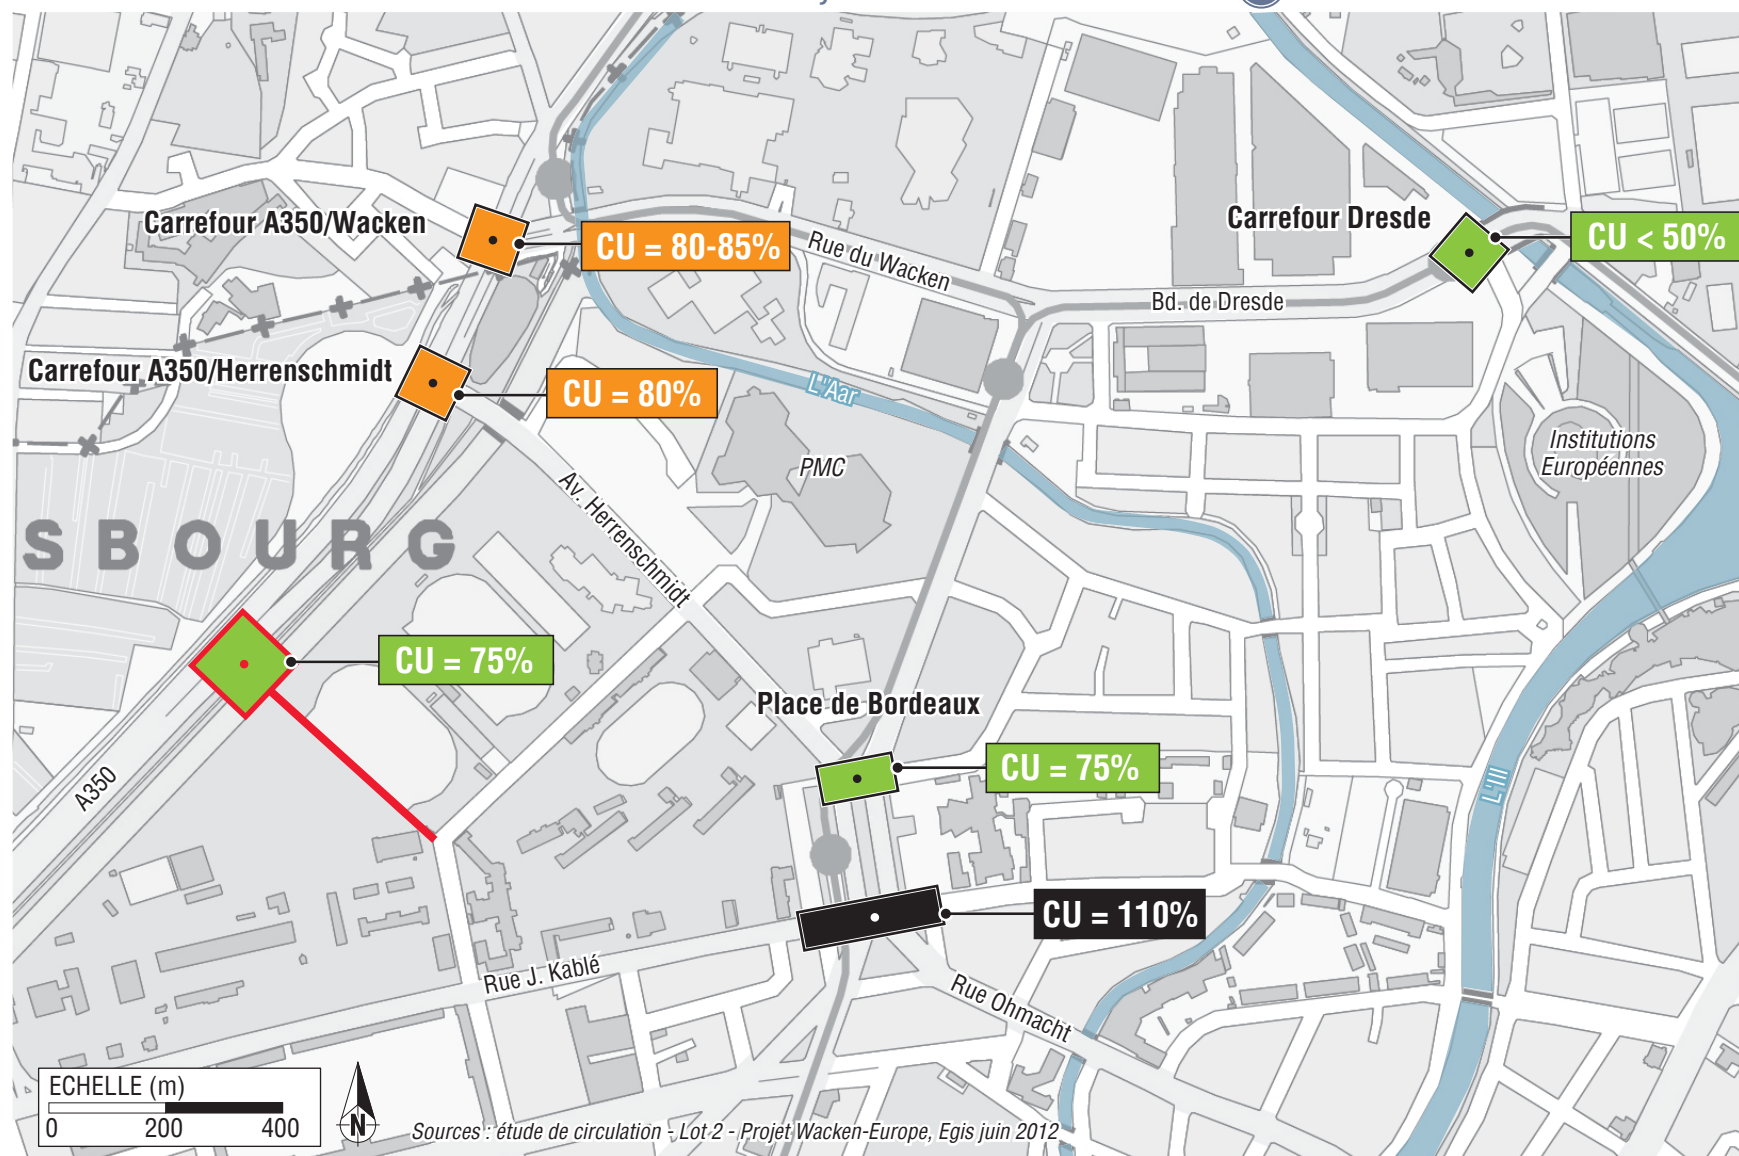 Carrefour A350/Wacken
CU = 80-85%
Rue du Wacken
Carrefour Dresde
CU < 50%
Bd. de Dresde
Carrefour A350/Herrenschmidt
CU = 80%
L'Aar
PMC
Institutions
Européennes
Av. Herrenschmidt
SBOURG
CU = 75%
Place de Bordeaux
CU = 75%
A350
L'Ill
CU = 110%
Rue J. Kablé
Rue Ohmacht
ECHELLE (m)
0 200 400
N
Sources : étude de circulation - Lot 2 - Projet Wacken-Europe, Egis juin 2012